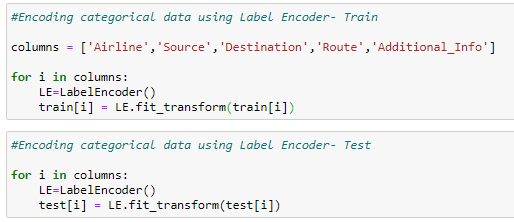 #Encoding categorical data using Label Encoder- Train
columns = ['Airline','Source','Destination','Route','Additional_Info']
for i in columns:
    LE=LabelEncoder()
    train[i] = LE.fit_transform(train[i])
#Encoding categorical data using Label Encoder- Test
for i in columns:
    LE=LabelEncoder()
    test[i] = LE.fit_transform(test[i])